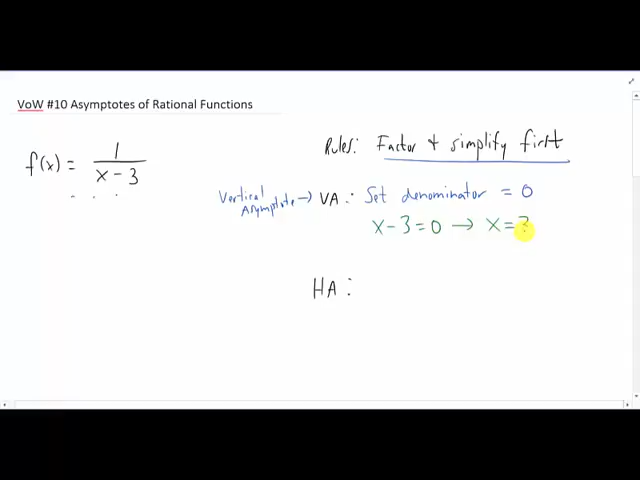 VoW #10 Asymptotes of Rational Functions
Rules: Factor + simplify first
f(x) = 1 / (x - 3)
Vertical Asymptote → VA: Set denominator = 0
x - 3 = 0 → x = 3
HA: